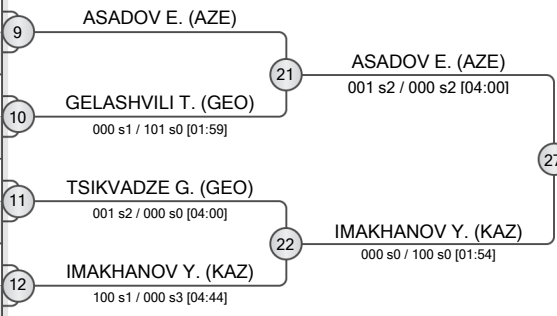 ASADOV E. (AZE)
9
21
ASADOV E. (AZE)
001 s2 / 000 s2 [04:00]
GELASHVILI T. (GEO)
10
000 s1 / 101 s0 [01:59]
27
TSIKVADZE G. (GEO)
11
001 s2 / 000 s0 [04:00]
22
IMAKHANOV Y. (KAZ)
000 s0 / 100 s0 [01:54]
IMAKHANOV Y. (KAZ)
12
100 s1 / 000 s3 [04:44]